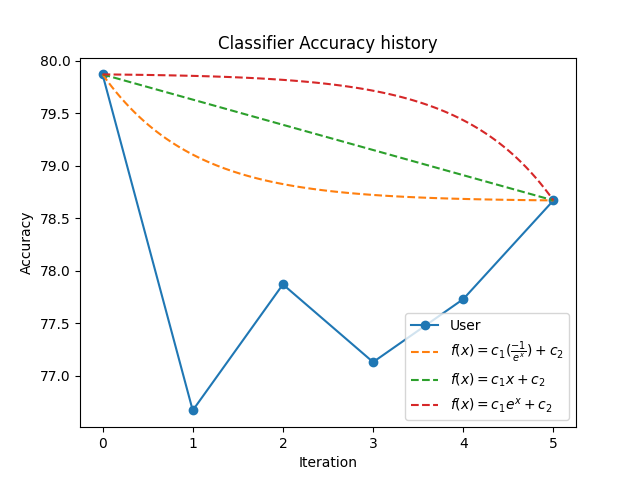 Classifier Accuracy history
Accuracy
80.0
79.5
79.0
78.5
78.0
77.5
77.0
User
f(x) = c₁(−1/eˣ) + c₂
f(x) = c₁x + c₂
f(x) = c₁eˣ + c₂
0 1 2 3 4 5
Iteration